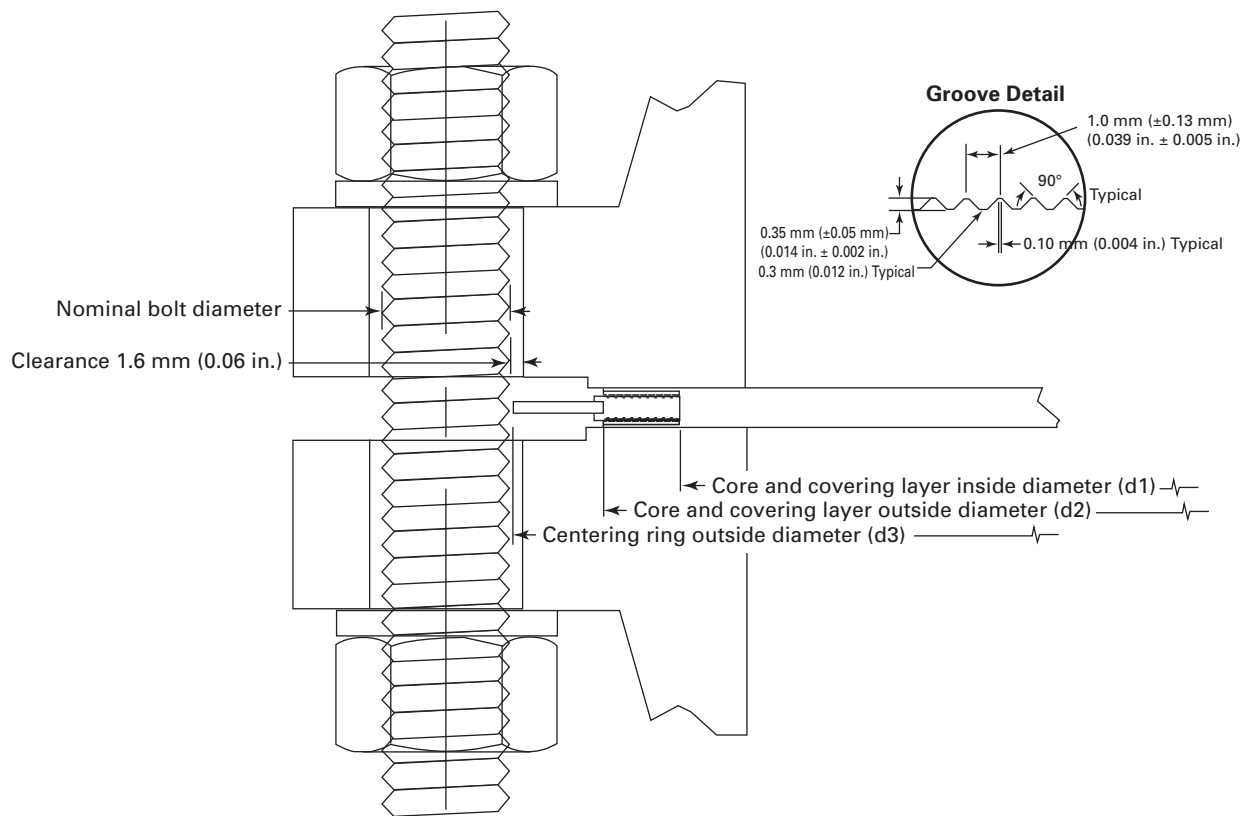 Groove Detail
1.0 mm (±0.13 mm)
(0.039 in. ± 0.005 in.)
90°
Typical
0.35 mm (±0.05 mm)
(0.014 in. ± 0.002 in.)
0.3 mm (0.012 in.) Typical
0.10 mm (0.004 in.) Typical
Nominal bolt diameter
Clearance 1.6 mm (0.06 in.)
Core and covering layer inside diameter (d1)
Core and covering layer outside diameter (d2)
Centering ring outside diameter (d3)